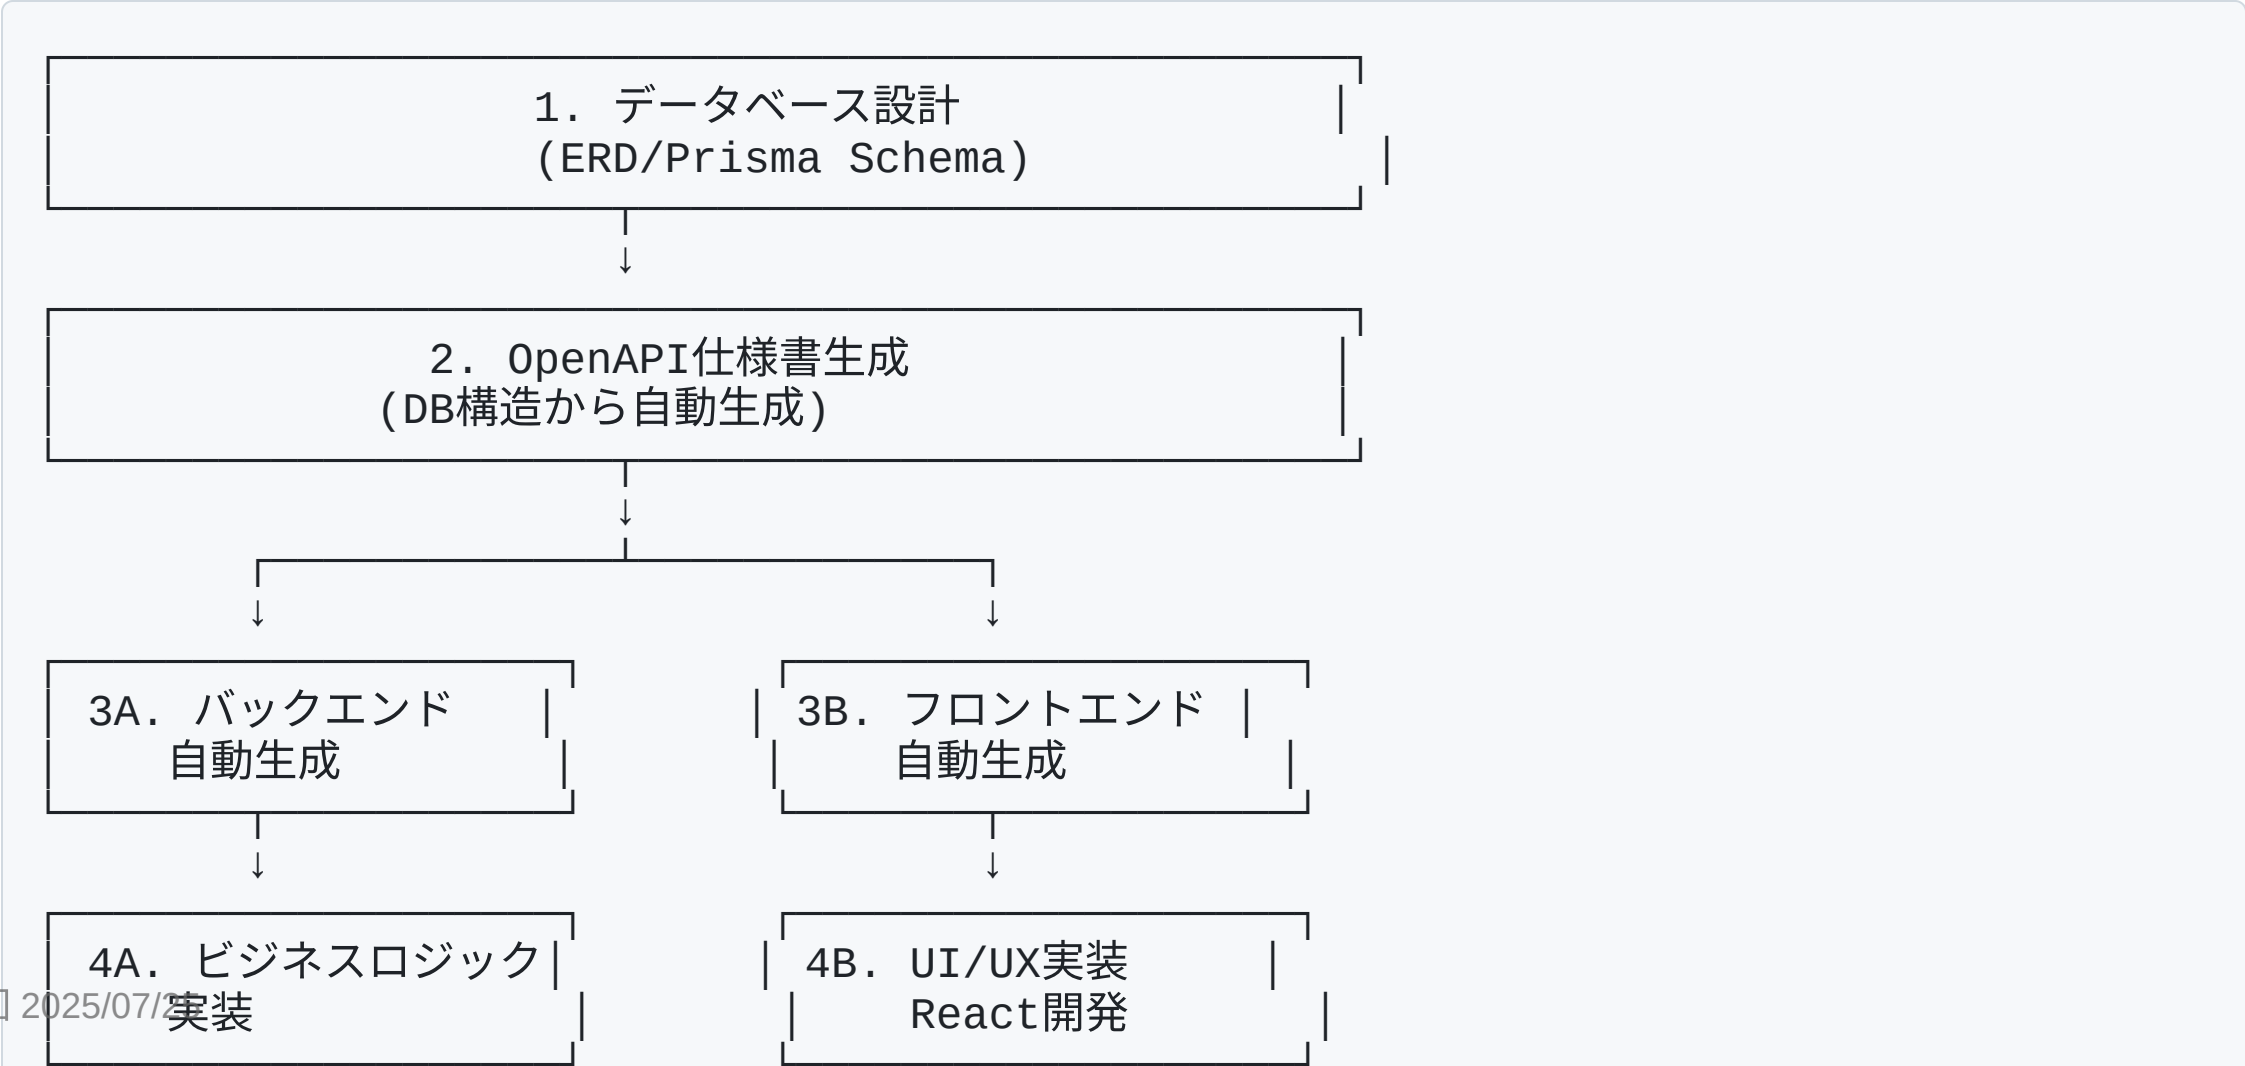 1. データベース設計
(ERD/Prisma Schema)
↓
2. OpenAPI仕様書生成
(DB構造から自動生成)
↓
↓ ↓
3A. バックエンド
自動生成
3B. フロントエンド
自動生成
↓ ↓
4A. ビジネスロジック
実装
4B. UI/UX実装
React開発
2025/07/25